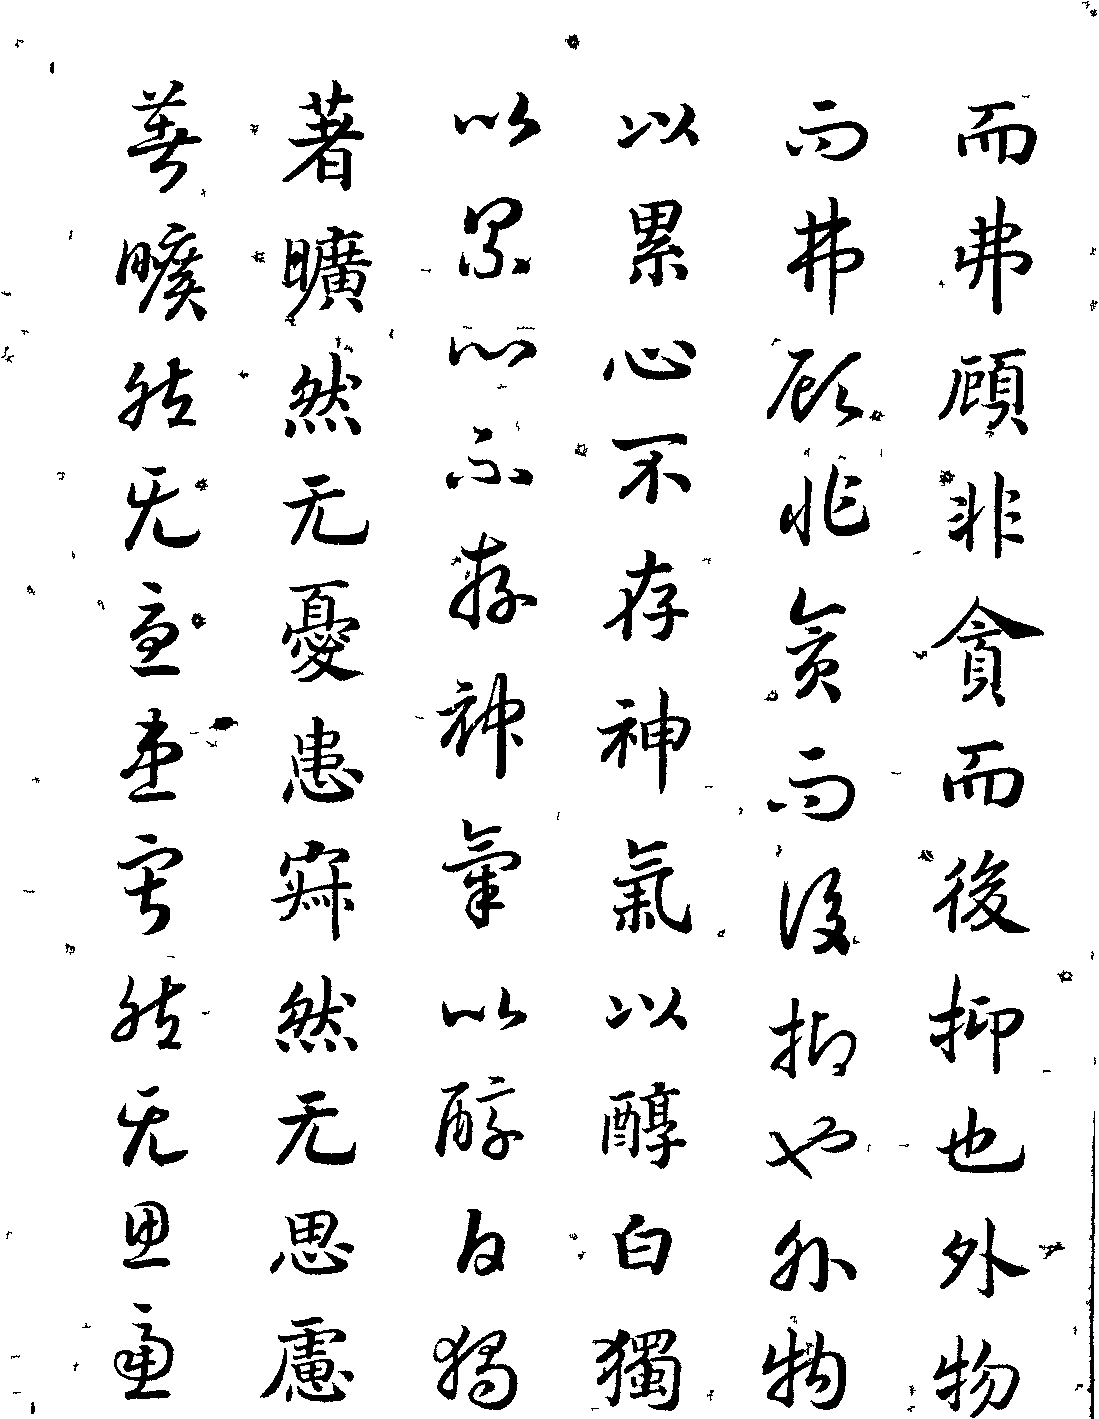 而弗顧非貪而後抑也外物
而弗顧非貪而後抑也外物
以累心不存神氣以醇白獨
以累心不存神氣以醇白獨
著曠然无憂患寂然无思慮
著曠然无憂患寂然无思慮